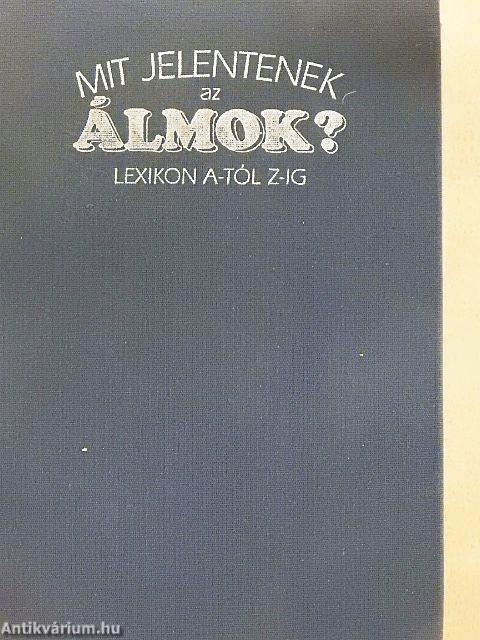 MIT JELENTENEK
az
ÁLMOK?
LEXIKON A-TÓL Z-IG
Antikvárium.hu